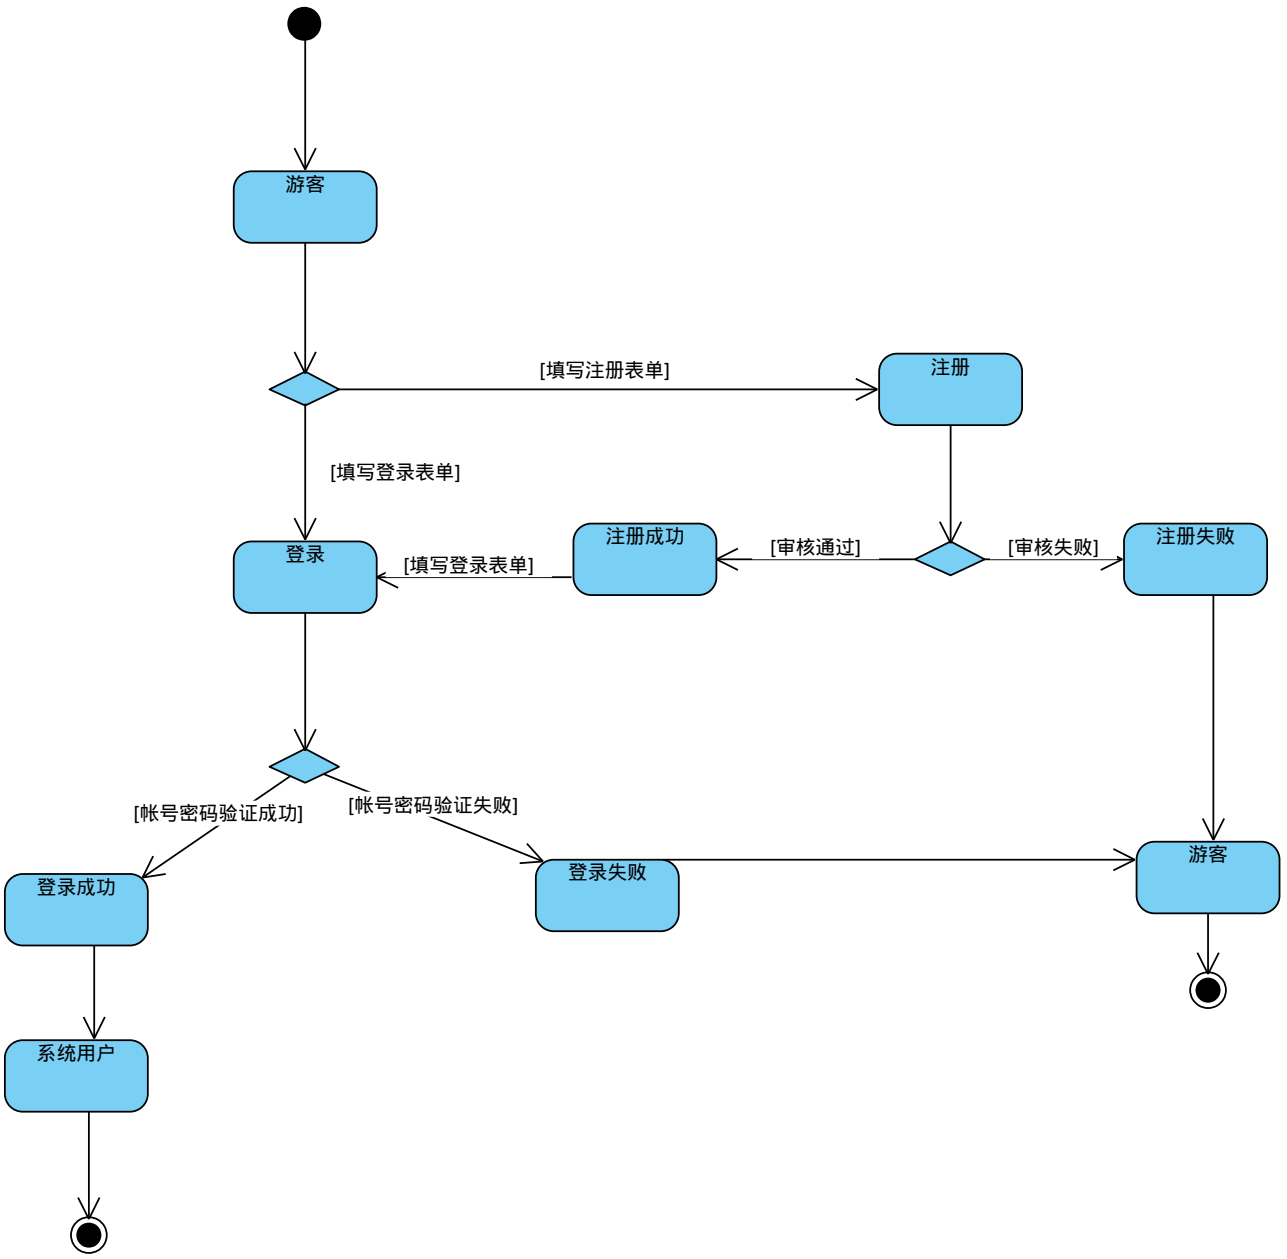 游客
[填写注册表单]
注册
[填写登录表单]
注册成功
[审核通过]
[审核失败]
注册失败
登录
[填写登录表单]
[帐号密码验证成功]
[帐号密码验证失败]
登录成功
登录失败
游客
系统用户